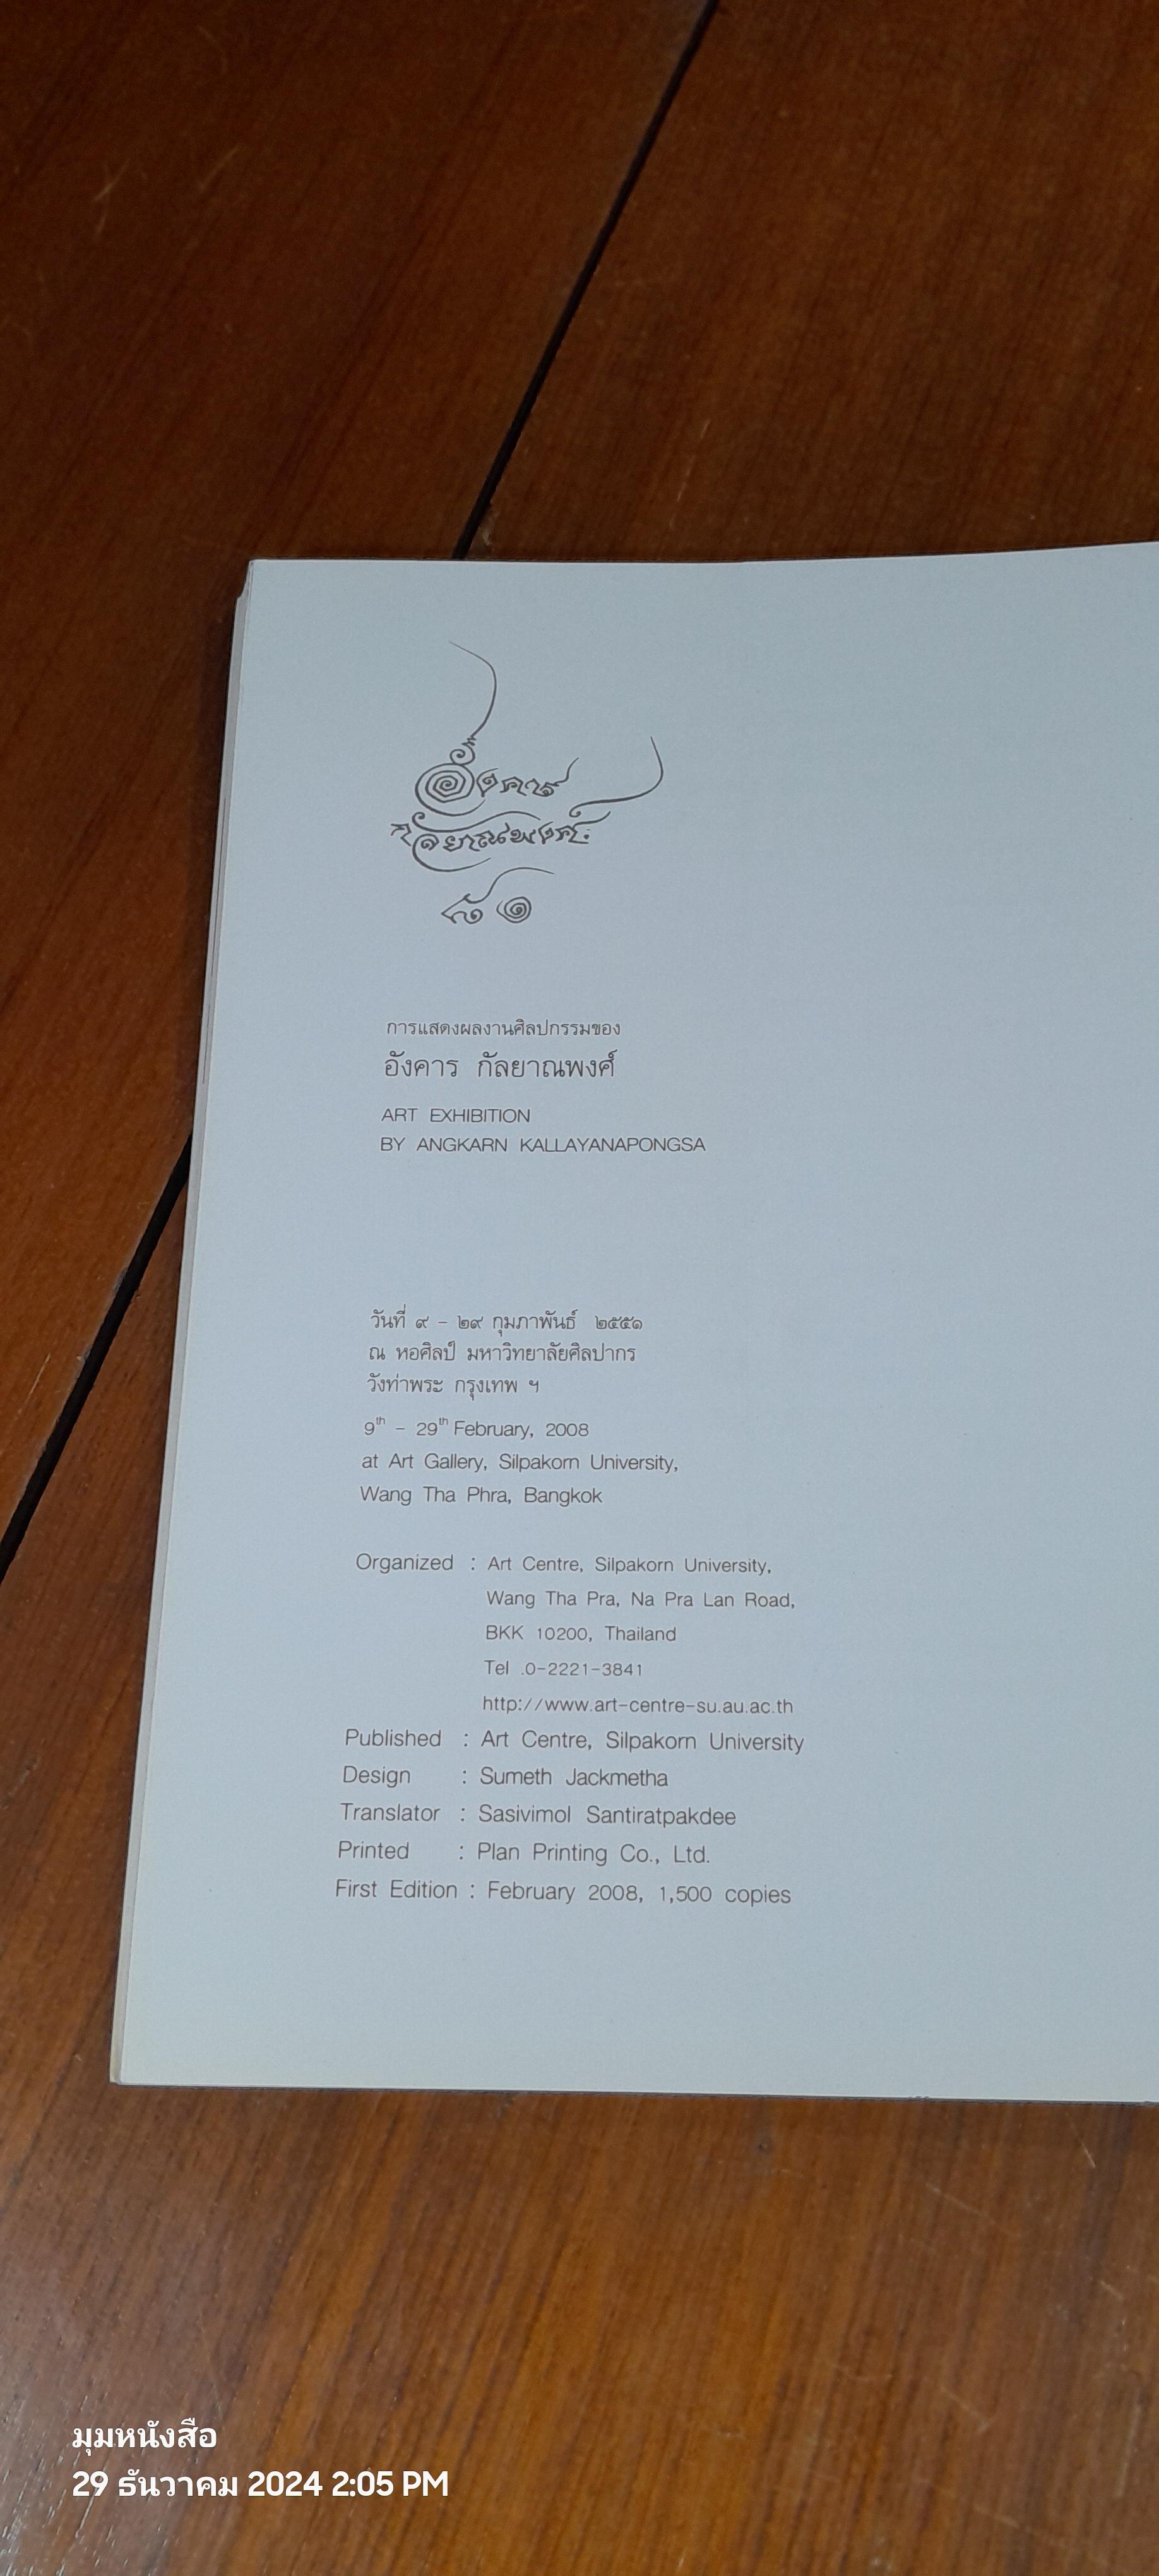 อังคาร
กัลยาณพงศ์
๘๑
การแสดงผลงานศิลปกรรมของ
อังคาร กัลยาณพงศ์
ART EXHIBITION
BY ANGKARN KALLAYANAPONGSA
วันที่ ๙ - ๒๙ กุมภาพันธ์ ๒๕๕๑
ณ หอศิลป์ มหาวิทยาลัยศิลปากร
วังท่าพระ กรุงเทพ ฯ
9th - 29th February, 2008
at Art Gallery, Silpakorn University,
Wang Tha Phra, Bangkok
Organized : Art Centre, Silpakorn University,
Wang Tha Pra, Na Pra Lan Road,
BKK 10200, Thailand
Tel .0-2221-3841
http://www.art-centre-su.au.ac.th
Published : Art Centre, Silpakorn University
Design : Sumeth Jackmetha
Translator : Sasivimol Santiratpakdee
Printed : Plan Printing Co., Ltd.
First Edition : February 2008, 1,500 copies
มุมหนังสือ
29 ธันวาคม 2024 2:05 PM